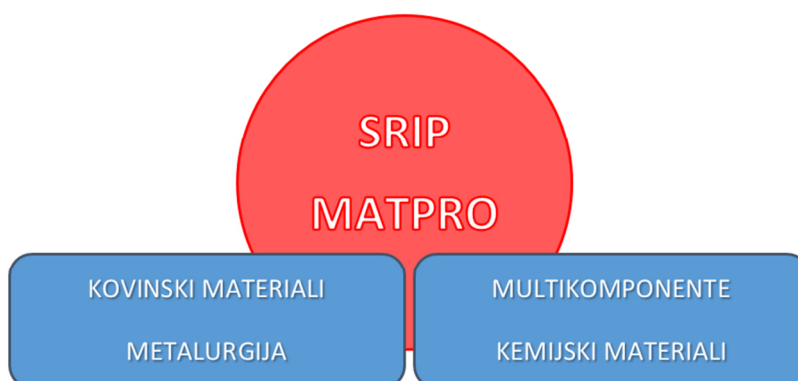 SRIP
MATPRO
KOVINSKI MATERIALI
METALURGIJA
MULTIKOMPONENTE
KEMIJSKI MATERIALI